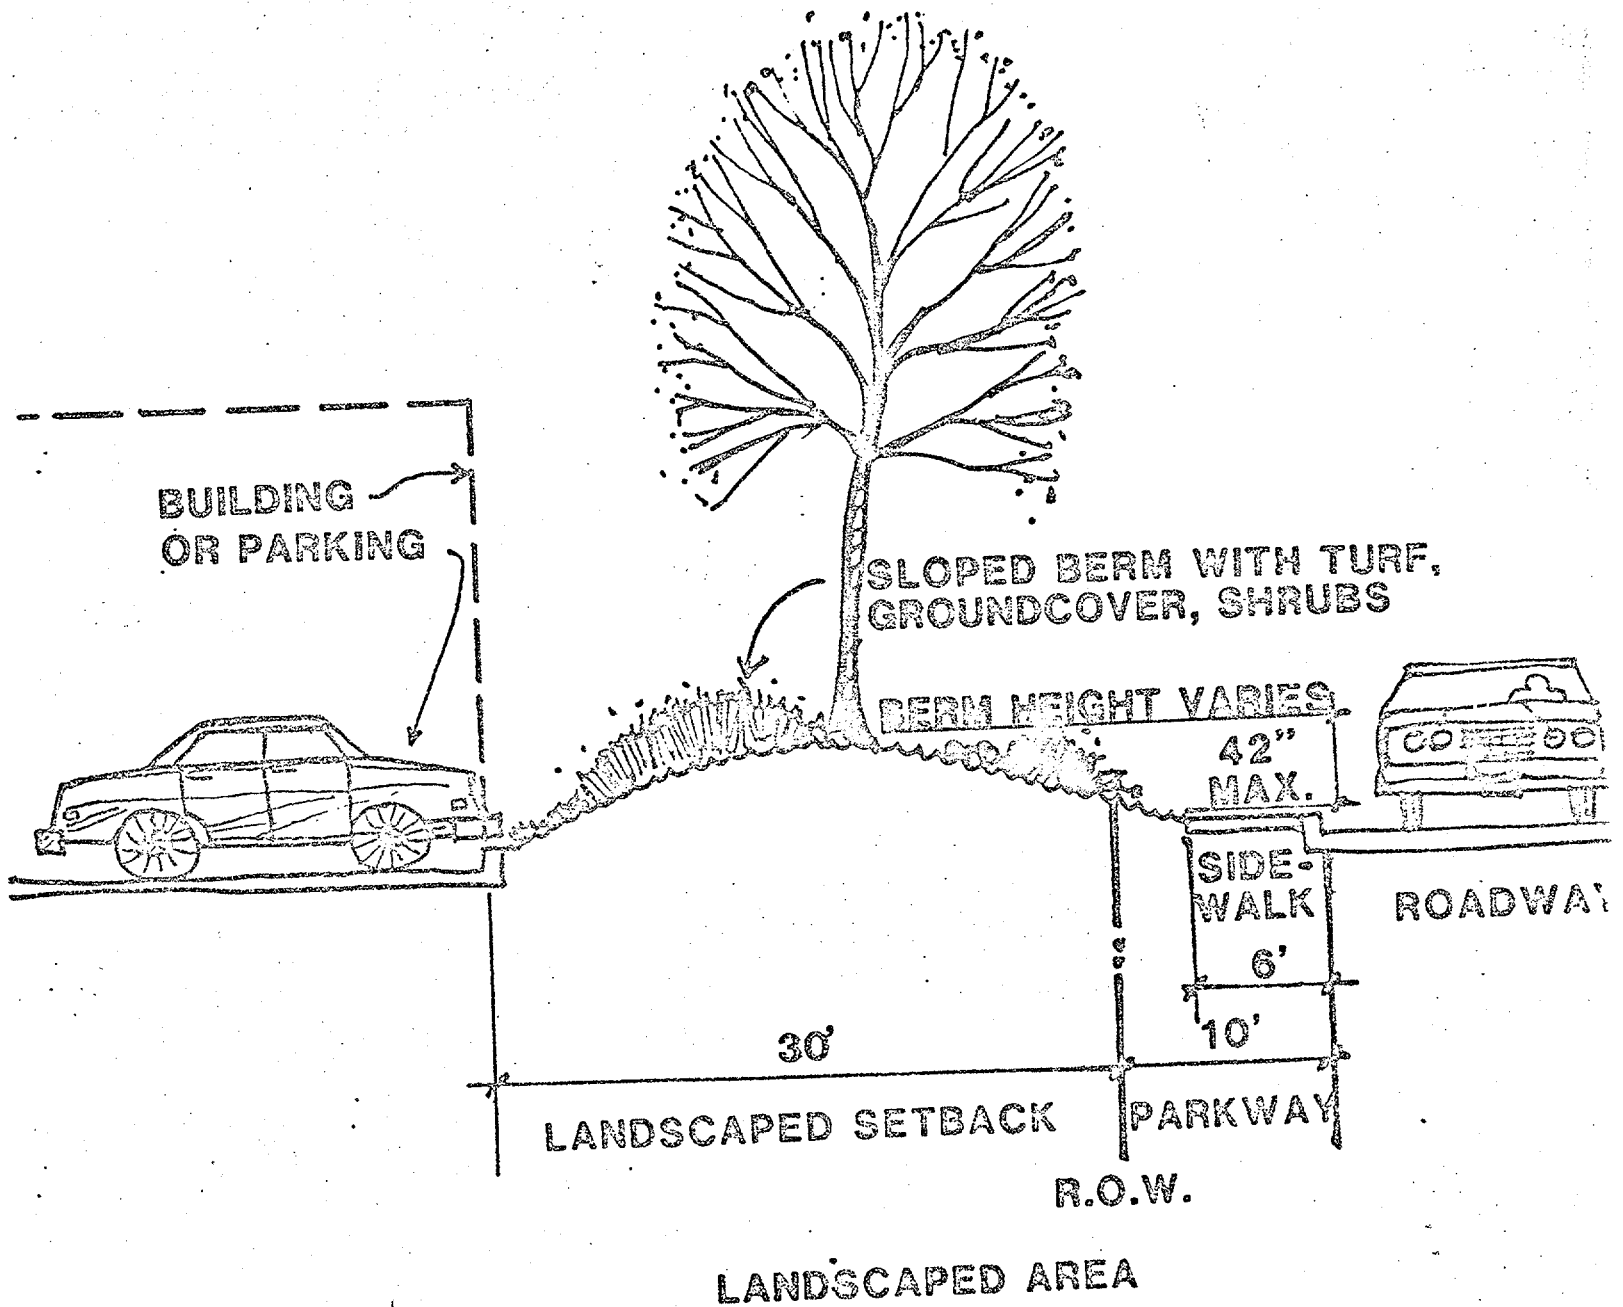 BUILDING
OR PARKING
SLOPED BERM WITH TURF,
GROUNDCOVER, SHRUBS
BERM HEIGHT VARIES
42"
MAX.
SIDE-
WALK
ROADWAY
6'
10'
30'
LANDSCAPED SETBACK
PARKWAY
R.O.W.
LANDSCAPED AREA